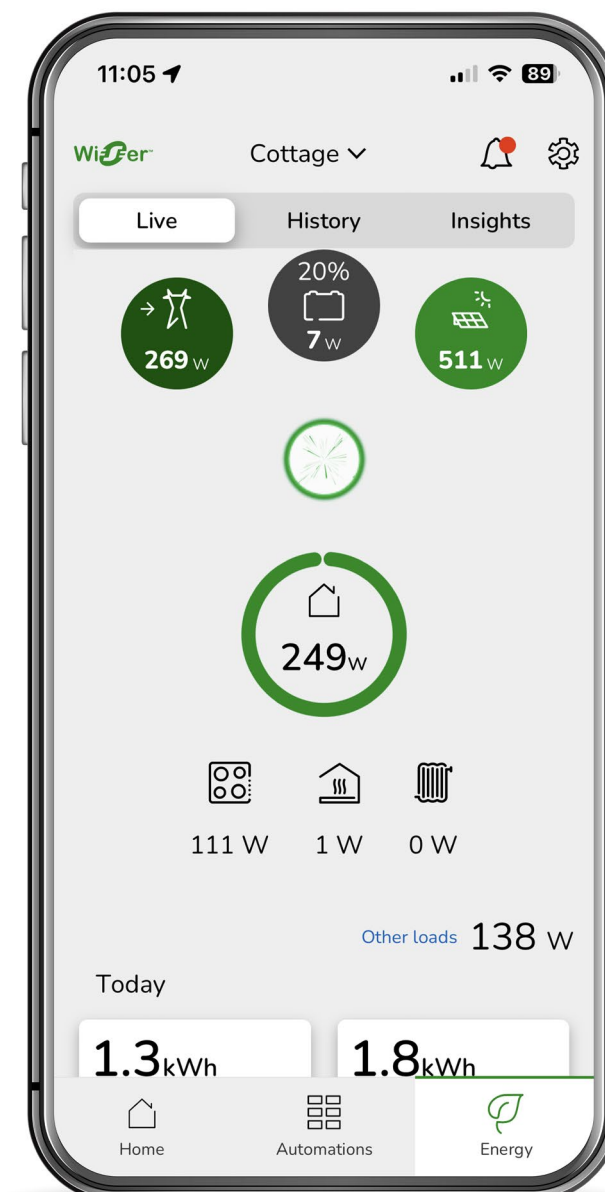 11:05
89
Wiser™
Cottage
Live History Insights
20%
269 W
7 W
511 W
249W
111 W 1 W 0 W
Other loads 138 W
Today
1.3kWh 1.8kWh
Home Automations Energy